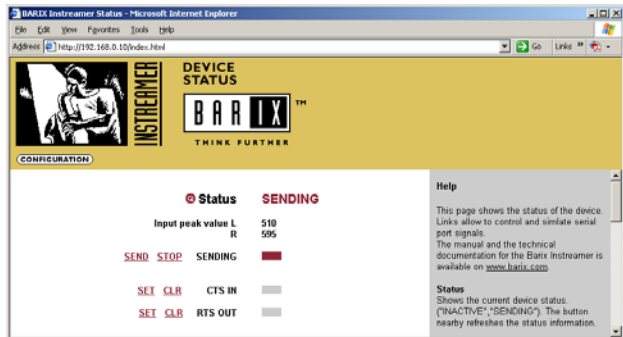 BARIX Instreamer Status - Microsoft Internet Explorer
File Edit View Favorites Tools Help
Address http://192.168.0.10/index.html Go Links »
INSTREAMER
DEVICE
STATUS
BARIX™
THINK FURTHER
CONFIGURATION
Status SENDING
Input peak value L 510
R 595
SEND STOP SENDING
SET CLR CTS IN
SET CLR RTS OUT
Help
This page shows the status of the device.
Links allow to control and simlate serial
port signals.
The manual and the technical
documentation for the Barix Instreamer is
available on www.barix.com.
Status
Shows the current device status.
("INACTIVE","SENDING"). The button
nearby refreshes the status information.